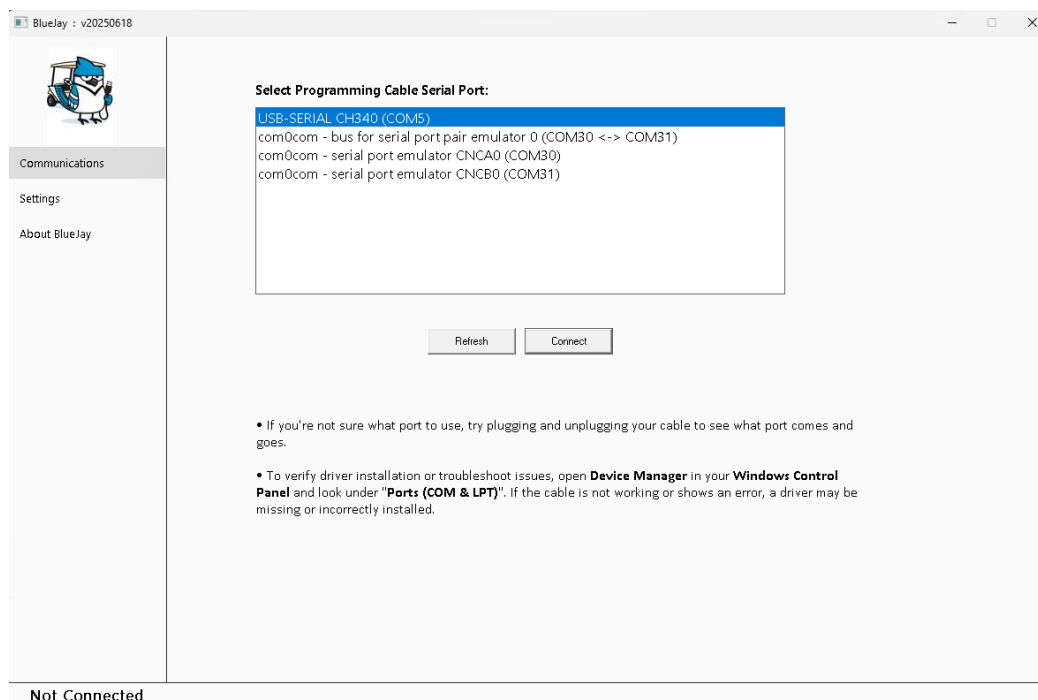 BlueJay : v20250618
Communications
Settings
About BlueJay
Select Programming Cable Serial Port:
USB-SERIAL CH340 (COM5)
com0com - bus for serial port pair emulator 0 (COM30 <-> COM31)
com0com - serial port emulator CNCA0 (COM30)
com0com - serial port emulator CNCB0 (COM31)
Refresh
Connect
• If you're not sure what port to use, try plugging and unplugging your cable to see what port comes and
goes.
• To verify driver installation or troubleshoot issues, open Device Manager in your Windows Control
Panel and look under "Ports (COM & LPT)". If the cable is not working or shows an error, a driver may be
missing or incorrectly installed.
Not Connected